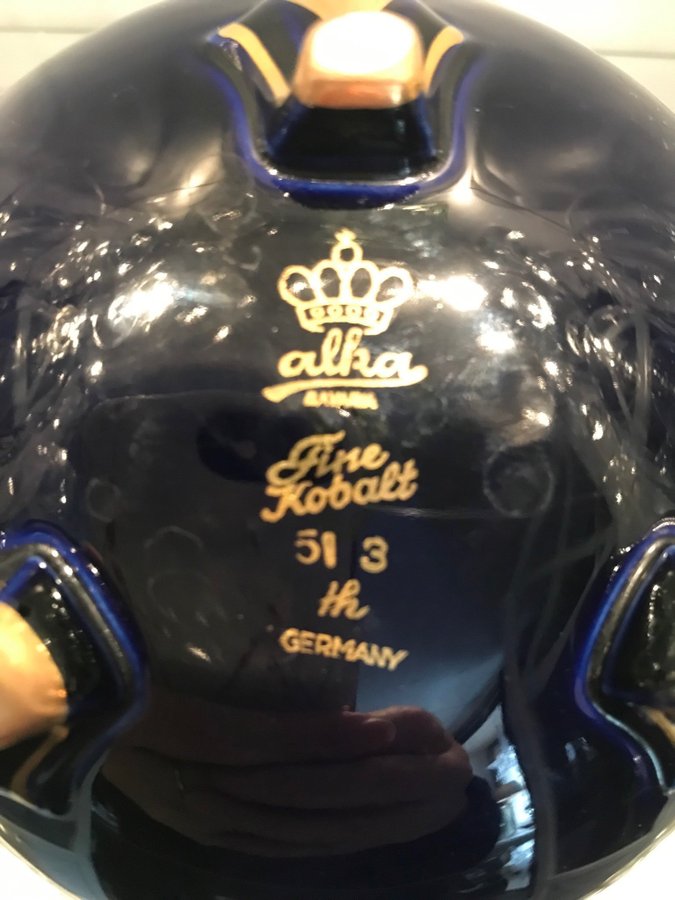 alka
BAVARIA
Fine
Kobalt
51 3
th
GERMANY